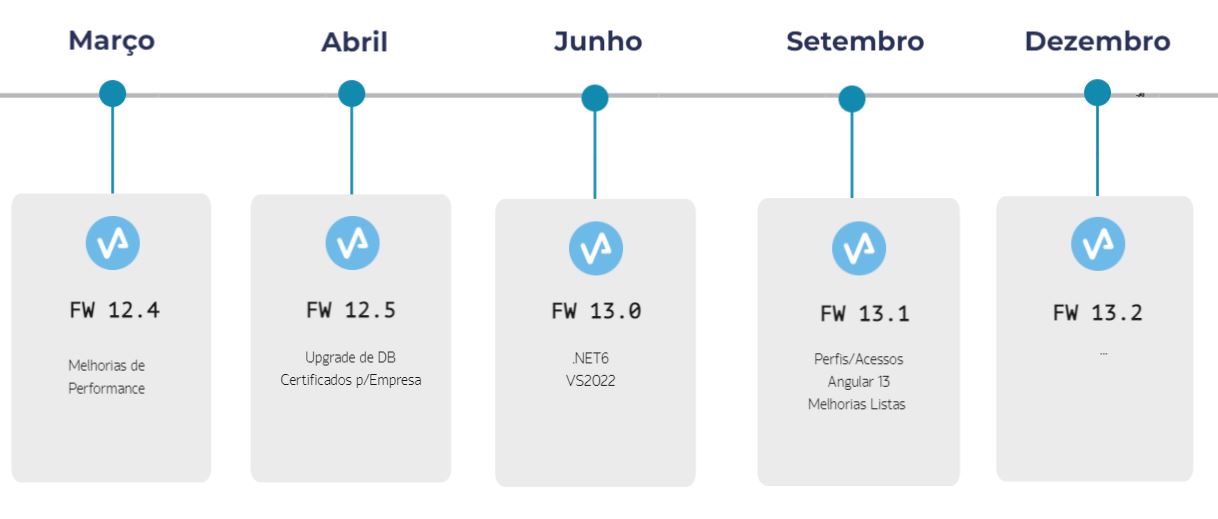 Março
Abril
Junho
Setembro
Dezembro
FW 12.4
Melhorias de
Performance
FW 12.5
Upgrade de DB
Certificados p/Empresa
FW 13.0
.NET6
VS2022
FW 13.1
Perfis/Acessos
Angular 13
Melhorias Listas
FW 13.2
...